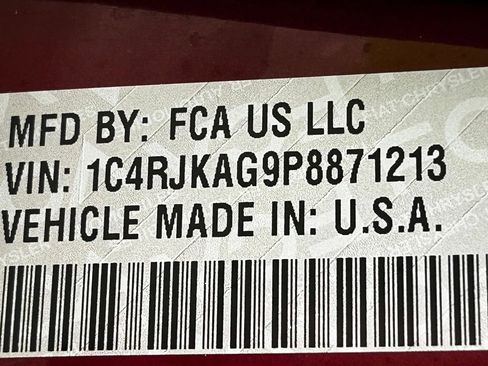 MFD BY: FCA US LLC
VIN: 1C4RJKAG9P8871213
VEHICLE MADE IN: U.S.A.